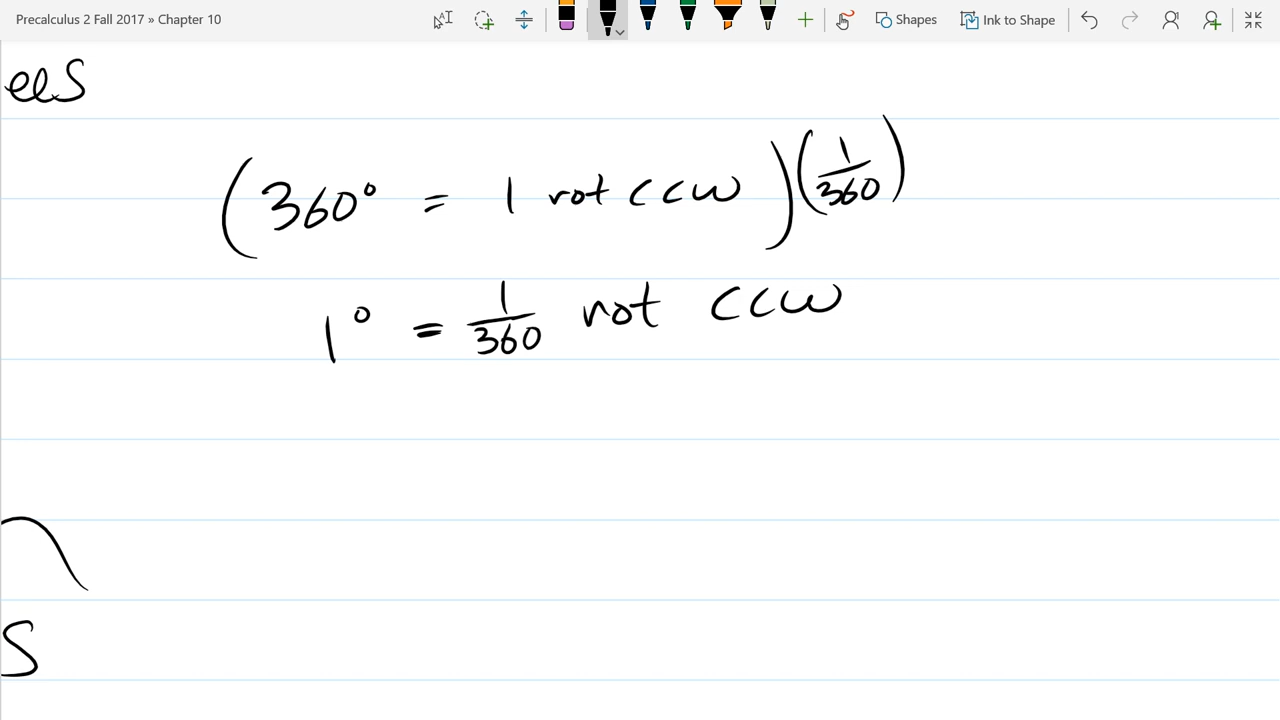 Precalculus 2 Fall 2017 » Chapter 10
Shapes
Ink to Shape
ees
(360° = 1 rot ccw)(1/360)
1° = 1/360 rot ccw
S